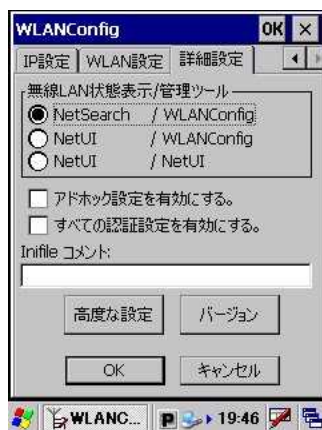 WLANConfig OK ×
IP設定 WLAN設定 詳細設定
無線LAN状態表示/管理ツール
NetSearch / WLANConfig
NetUI / WLANConfig
NetUI / NetUI
アドホック設定を有効にする。
すべての認証設定を有効にする。
Inifile コメント:
高度な設定 バージョン
OK キャンセル
WLANC... P 19:46